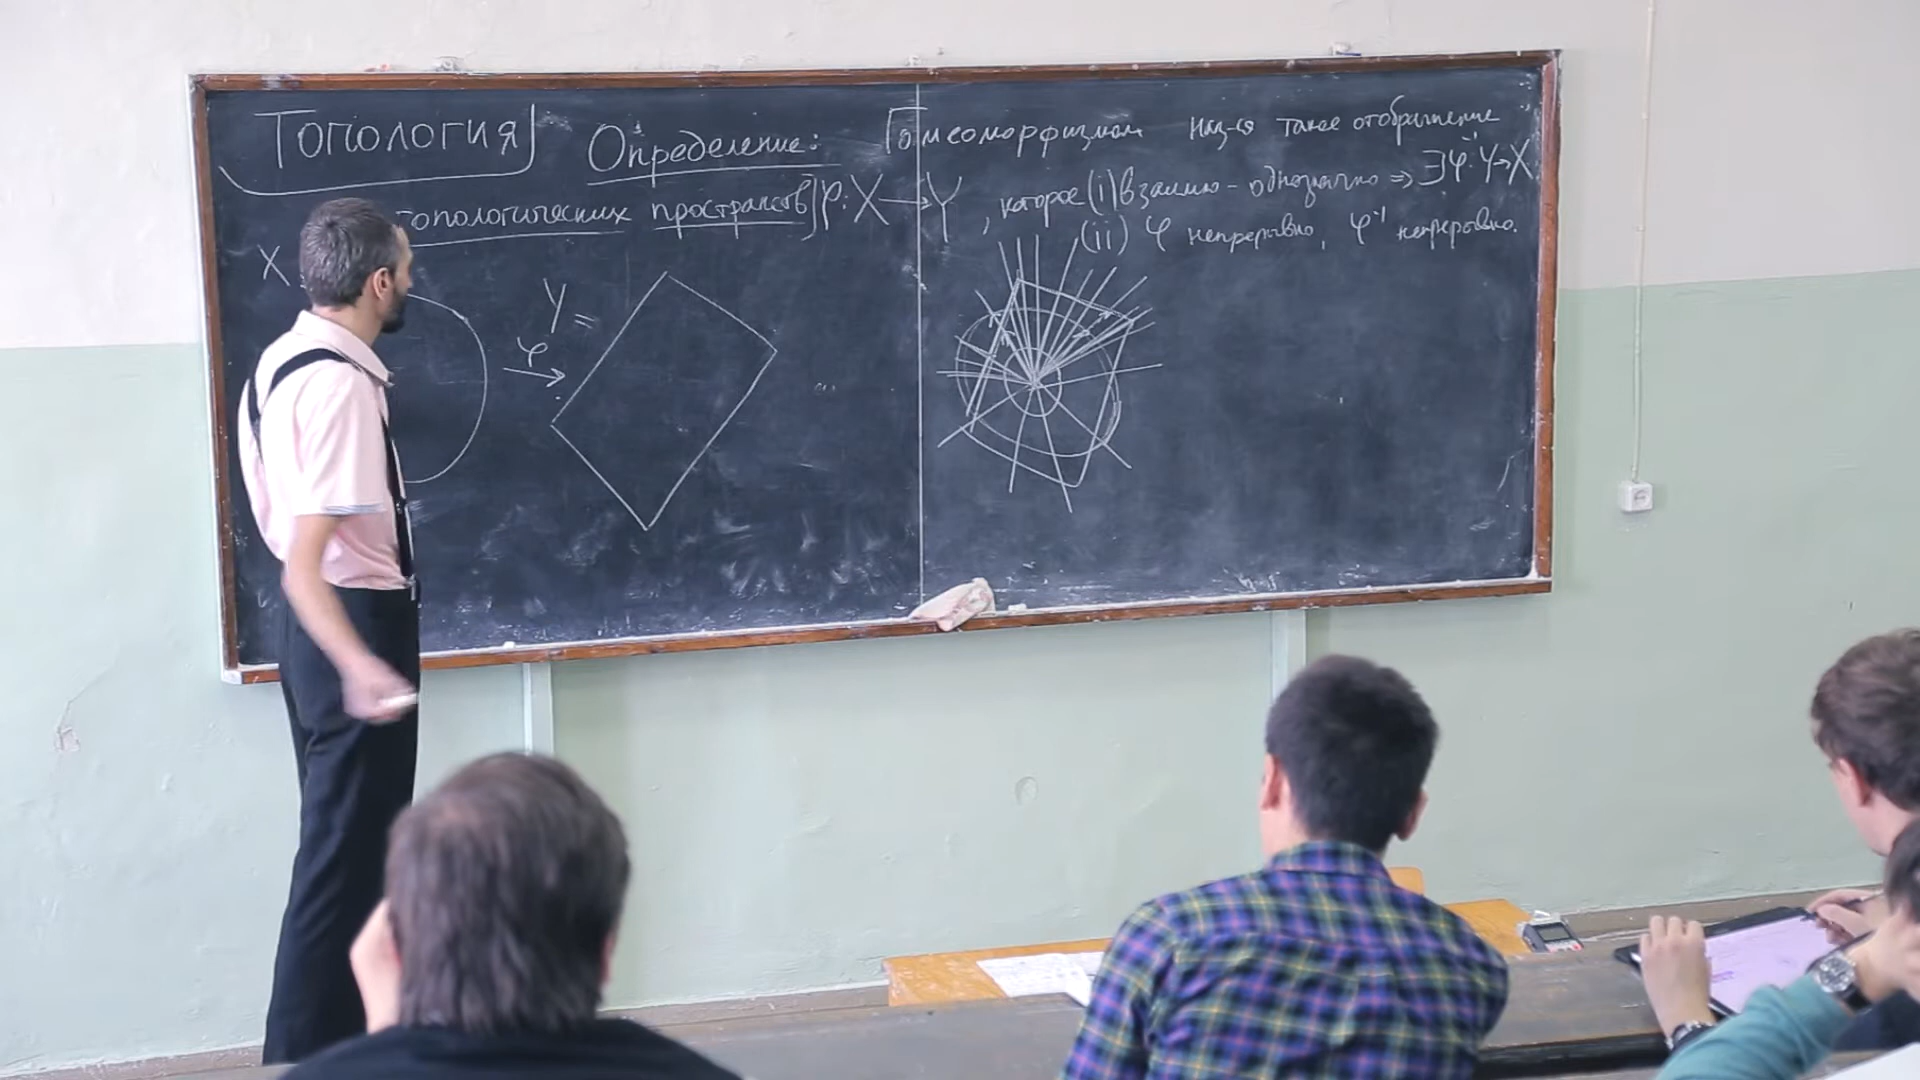 Топология
Определение: Гомеоморфизмом наз-ся такое отображение
топологических пространств] φ: X → Y, которое (i) взаимно-однозначно ⇒ ∃φ⁻¹: Y→X
(ii) φ непрерывно, φ⁻¹ непрерывно.
X
Y =
φ